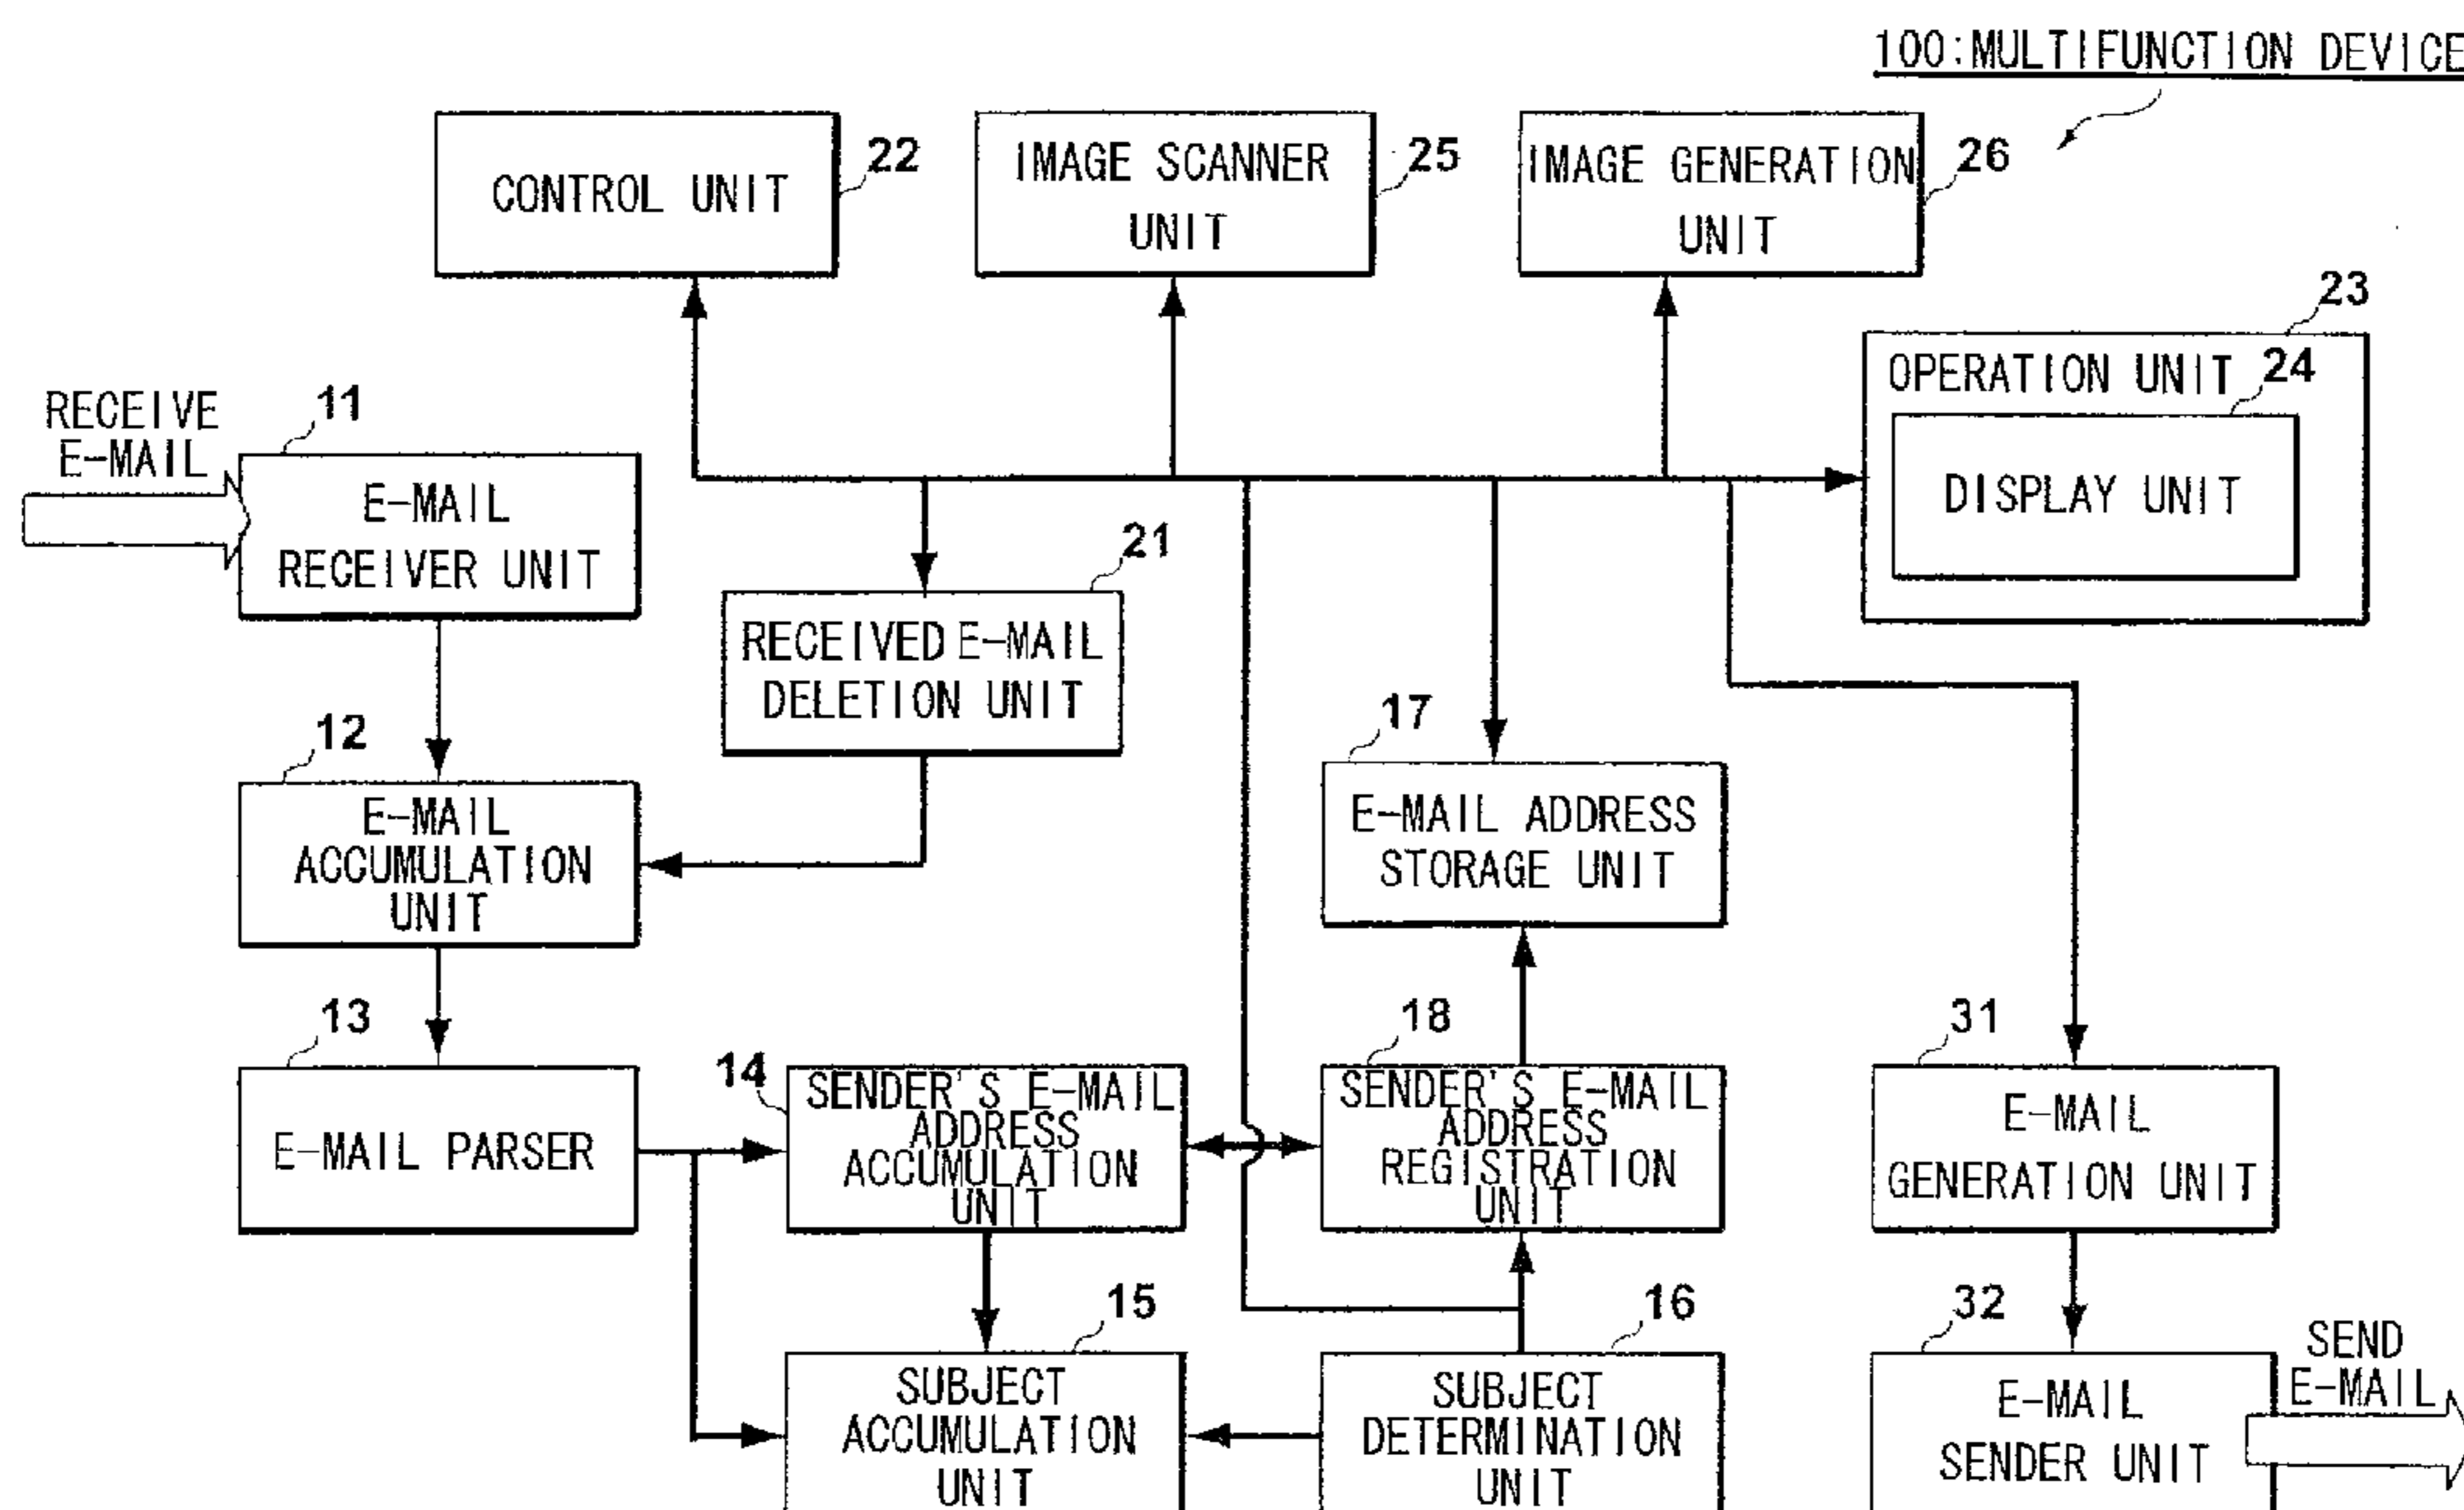 100:MULTIFUNCTION DEVICE
CONTROL UNIT
22
IMAGE SCANNER
UNIT
25
IMAGE GENERATION
UNIT
26
23
OPERATION UNIT
24
DISPLAY UNIT
RECEIVE
E-MAIL
11
E-MAIL
RECEIVER UNIT
21
RECEIVED E-MAIL
DELETION UNIT
12
E-MAIL
ACCUMULATION
UNIT
17
E-MAIL ADDRESS
STORAGE UNIT
13
E-MAIL PARSER
14
SENDER'S E-MAIL
ADDRESS
ACCUMULATION
UNIT
18
SENDER'S E-MAIL
ADDRESS
REGISTRATION
UNIT
31
E-MAIL
GENERATION UNIT
15
SUBJECT
ACCUMULATION
UNIT
16
SUBJECT
DETERMINATION
UNIT
32
E-MAIL
SENDER UNIT
SEND
E-MAIL